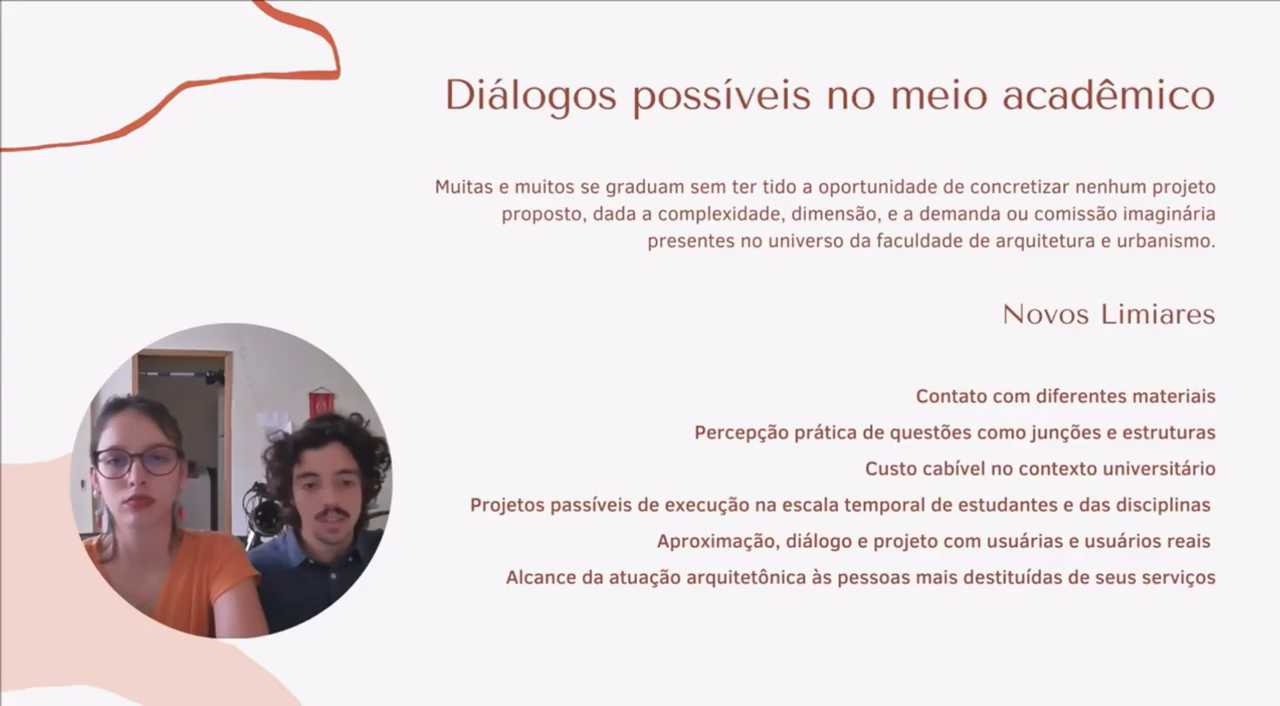 Diálogos possíveis no meio acadêmico
Muitas e muitos se graduam sem ter tido a oportunidade de concretizar nenhum projeto
proposto, dada a complexidade, dimensão, e a demanda ou comissão imaginária
presentes no universo da faculdade de arquitetura e urbanismo.
Novos Limiares
Contato com diferentes materiais
Percepção prática de questões como junções e estruturas
Custo cabível no contexto universitário
Projetos passíveis de execução na escala temporal de estudantes e das disciplinas
Aproximação, diálogo e projeto com usuárias e usuários reais
Alcance da atuação arquitetônica às pessoas mais destituídas de seus serviços